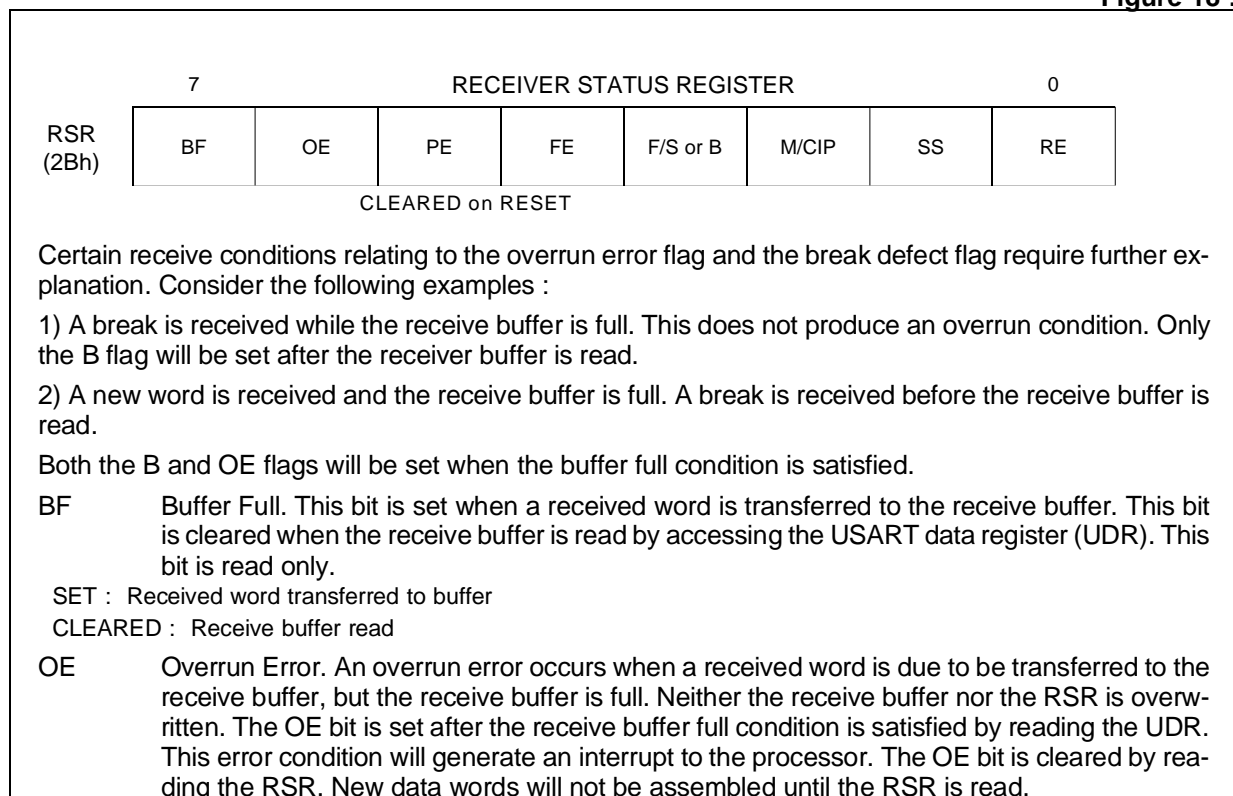 Figure 18 :
7 RECEIVER STATUS REGISTER 0
RSR
(2Bh)
BF OE PE FE F/S or B M/CIP SS RE
CLEARED on RESET
Certain receive conditions relating to the overrun error flag and the break defect flag require further ex-
planation. Consider the following examples :
1) A break is received while the receive buffer is full. This does not produce an overrun condition. Only
the B flag will be set after the receiver buffer is read.
2) A new word is received and the receive buffer is full. A break is received before the receive buffer is
read.
Both the B and OE flags will be set when the buffer full condition is satisfied.
BF Buffer Full. This bit is set when a received word is transferred to the receive buffer. This bit
is cleared when the receive buffer is read by accessing the USART data register (UDR). This
bit is read only.
SET : Received word transferred to buffer
CLEARED : Receive buffer read
OE Overrun Error. An overrun error occurs when a received word is due to be transferred to the
receive buffer, but the receive buffer is full. Neither the receive buffer nor the RSR is overw-
ritten. The OE bit is set after the receive buffer full condition is satisfied by reading the UDR.
This error condition will generate an interrupt to the processor. The OE bit is cleared by rea-
ding the RSR. New data words will not be assembled until the RSR is read.